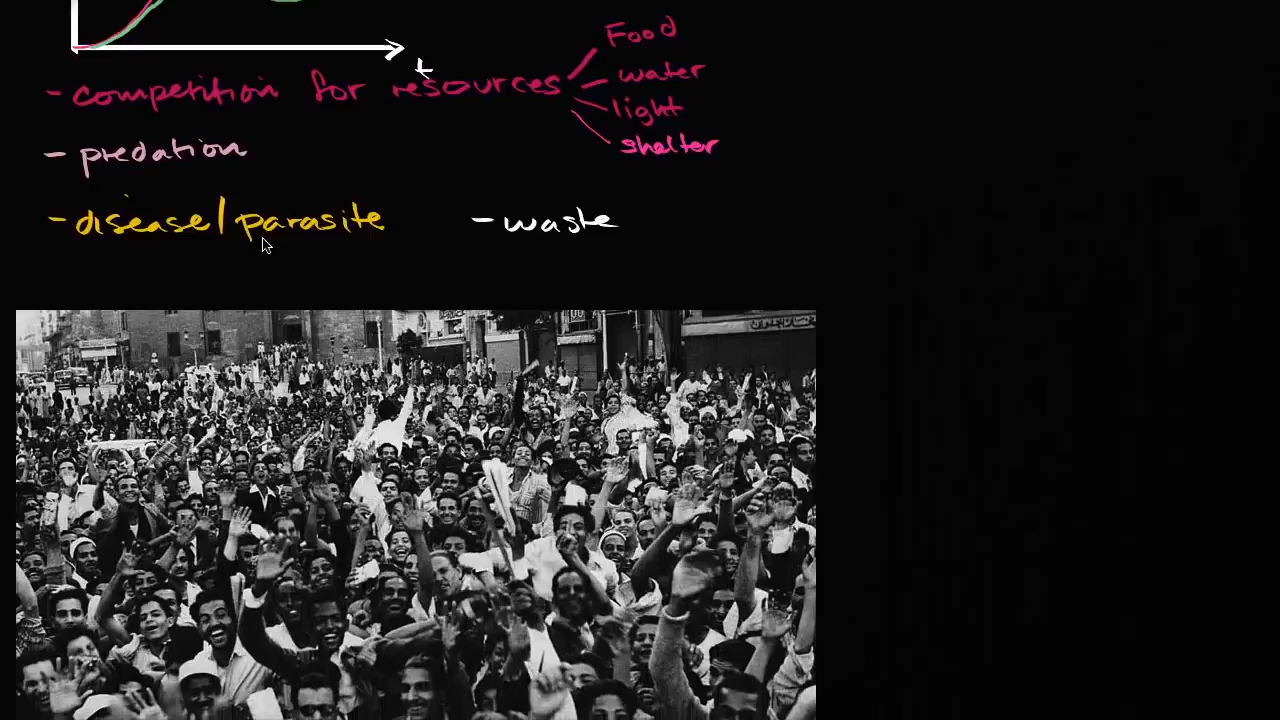 t
- competition for resources
Food
water
light
shelter
- predation
- disease/parasite
- waste